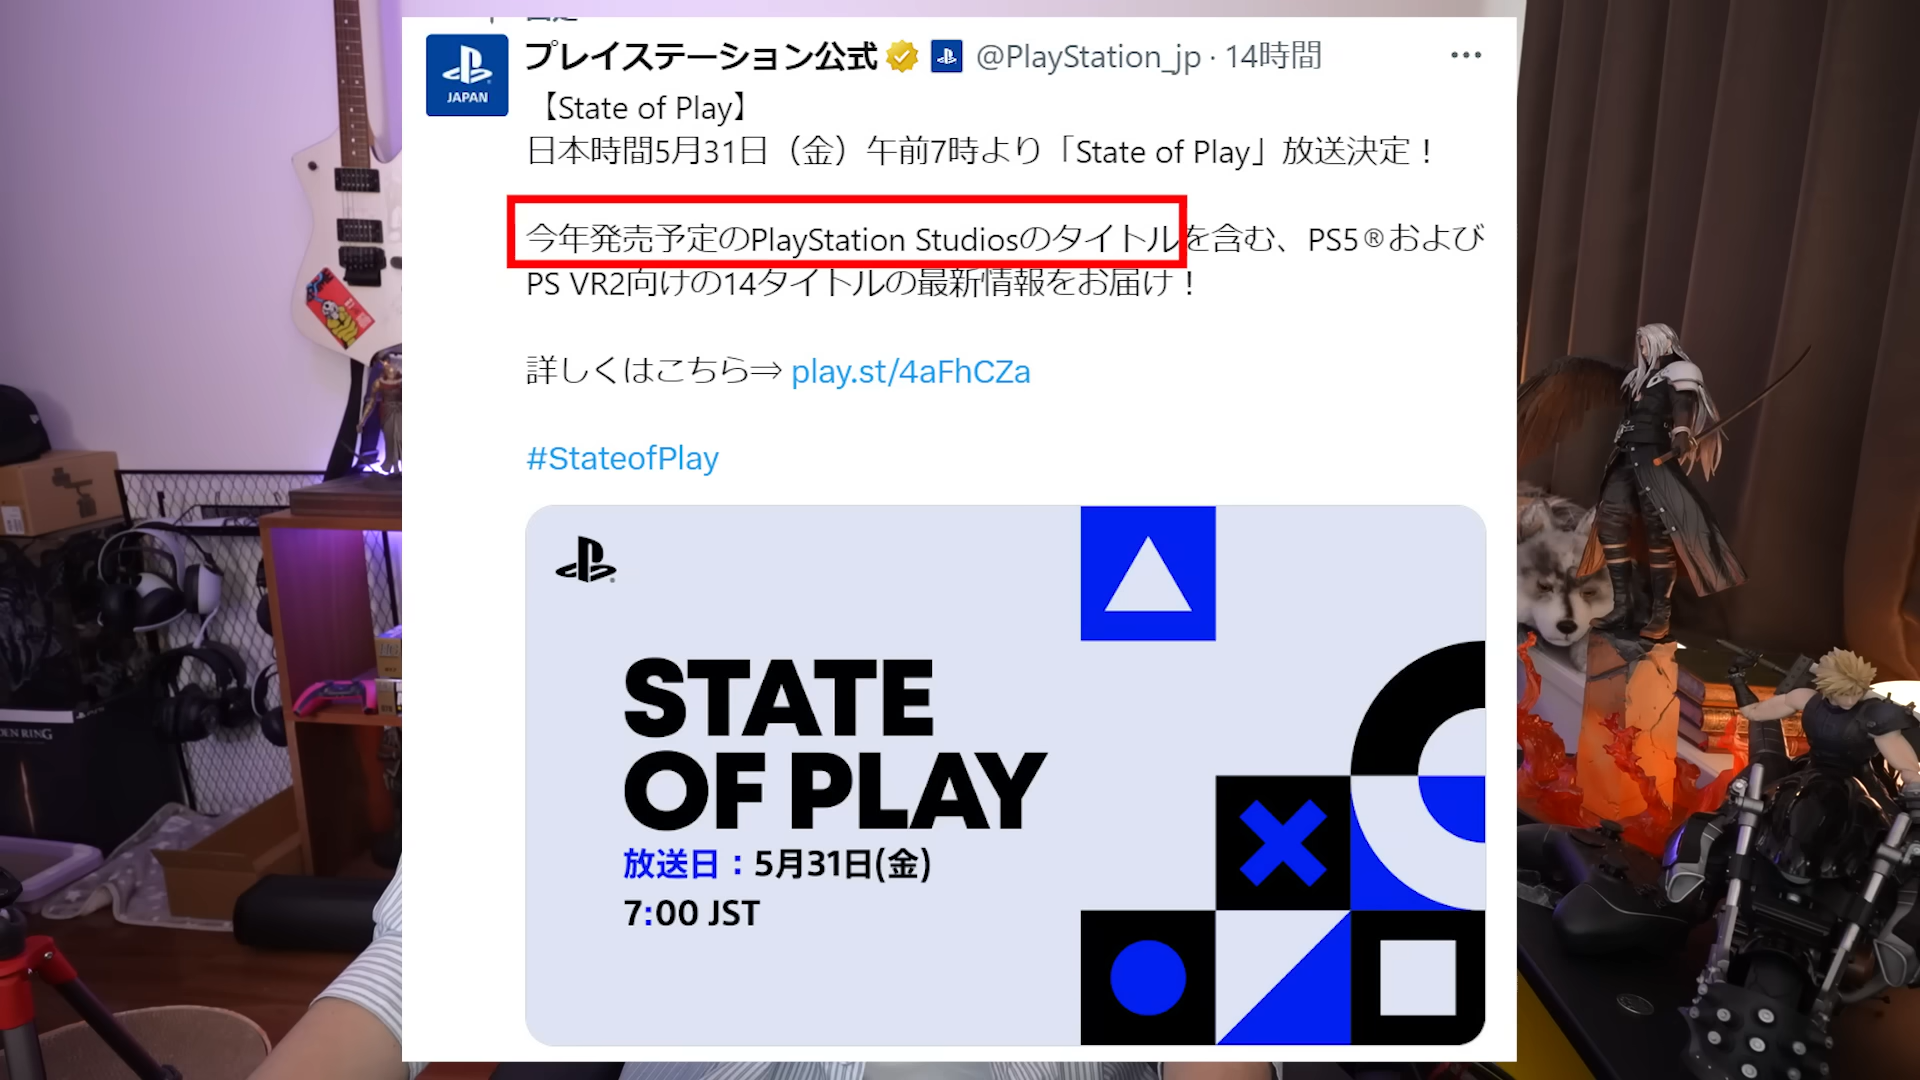 プレイステーション公式 @PlayStation_jp · 14時間
JAPAN
【State of Play】
日本時間5月31日（金）午前7時より「State of Play」放送決定！
今年発売予定のPlayStation Studiosのタイトルを含む、PS5®および
PS VR2向けの14タイトルの最新情報をお届け！
詳しくはこちら⇒ play.st/4aFhCZa
#StateofPlay
STATE
OF PLAY
放送日：5月31日(金)
7:00 JST
DEN RING